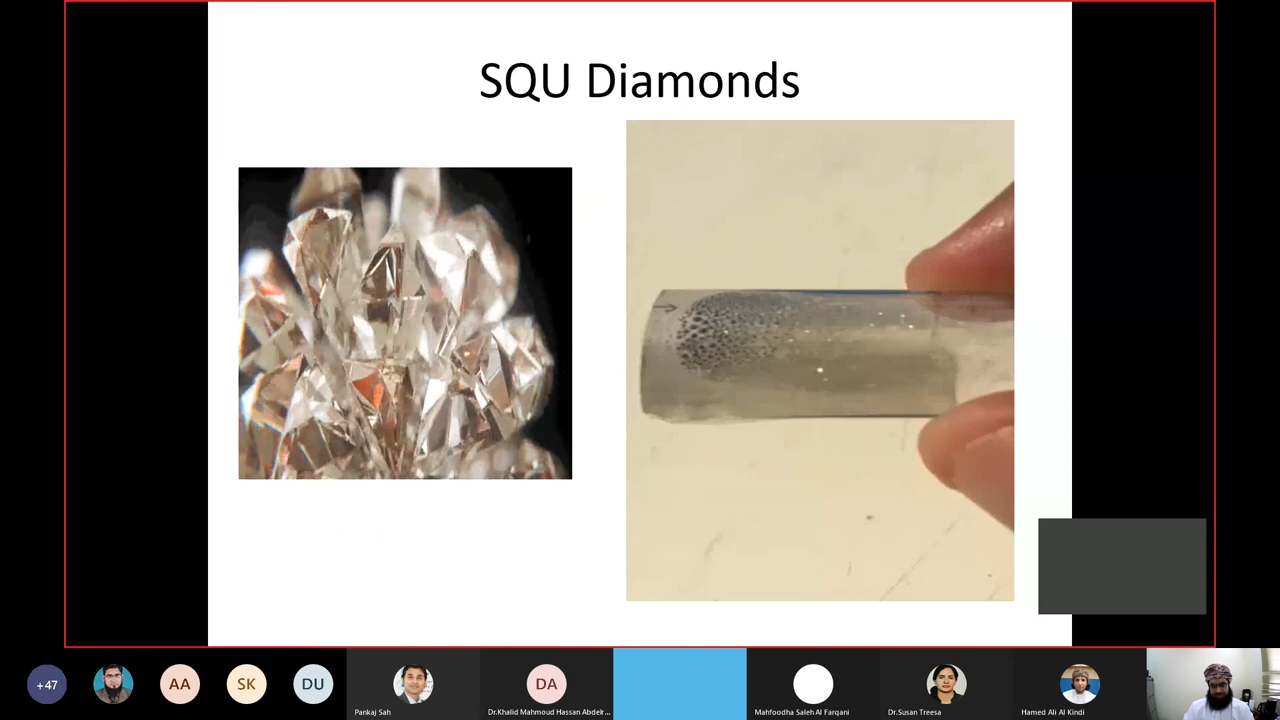 SQU Diamonds
+47
AA
SK
DU
Pankaj Sah
DA
Dr.Khalid Mahmoud Hassan Abdelr...
Mahfoodha Saleh Al Farqani
Dr.Susan Treesa
Hamed Ali Al Kindi